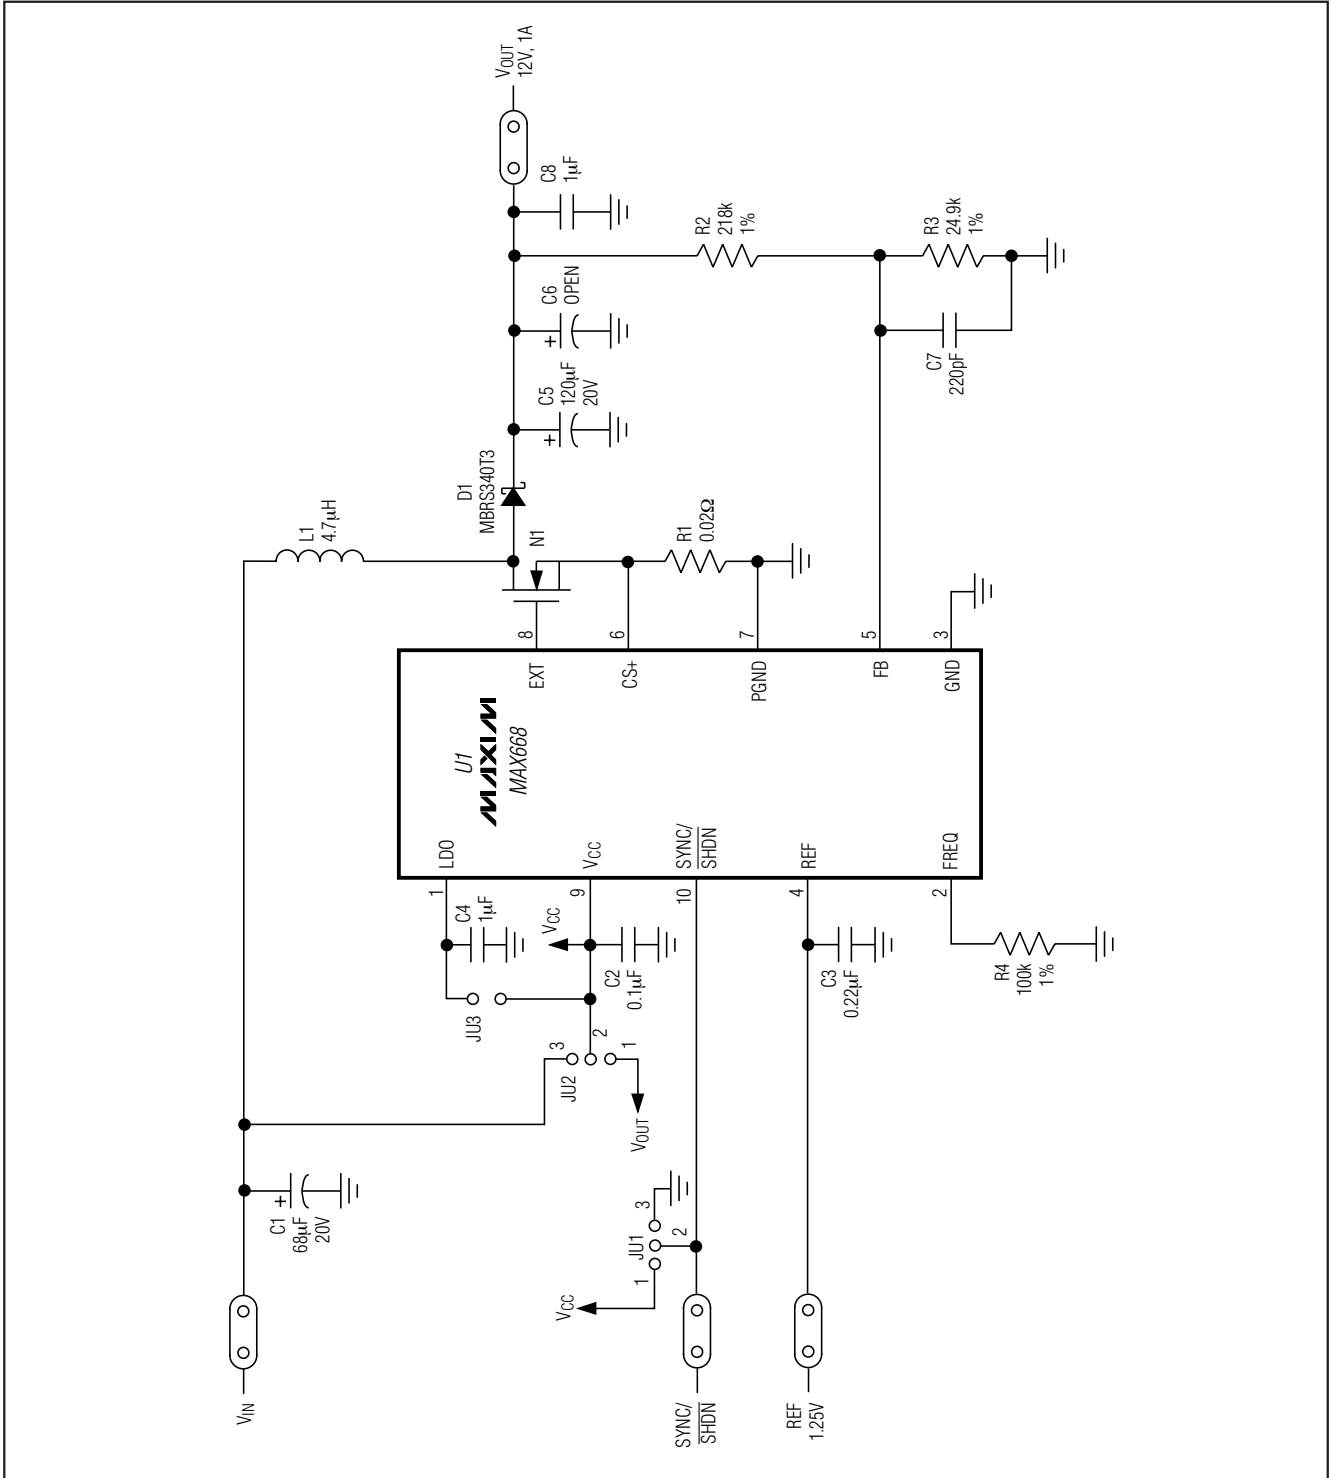 VIN
C1
68µF
20V
L1
4.7µH
D1
MBRS340T3
N1
C5
120µF
20V
+
C6
OPEN
+
C8
1µF
VOUT
12V, 1A
R2
218k
1%
R3
24.9k
1%
C7
220pF
R1
0.02Ω
+
8
6
7
5
3
EXT
CS+
PGND
FB
GND
U1
MAXIM
MAX668
LDO
VCC
SYNC/
SHDN
REF
FREQ
1
9
10
4
2
C4
1µF
VCC
C2
0.1µF
JU3
JU2
3
2
1
VOUT
JU1
3
2
1
VCC
C3
0.22µF
R4
100k
1%
SYNC/
SHDN
REF
1.25V